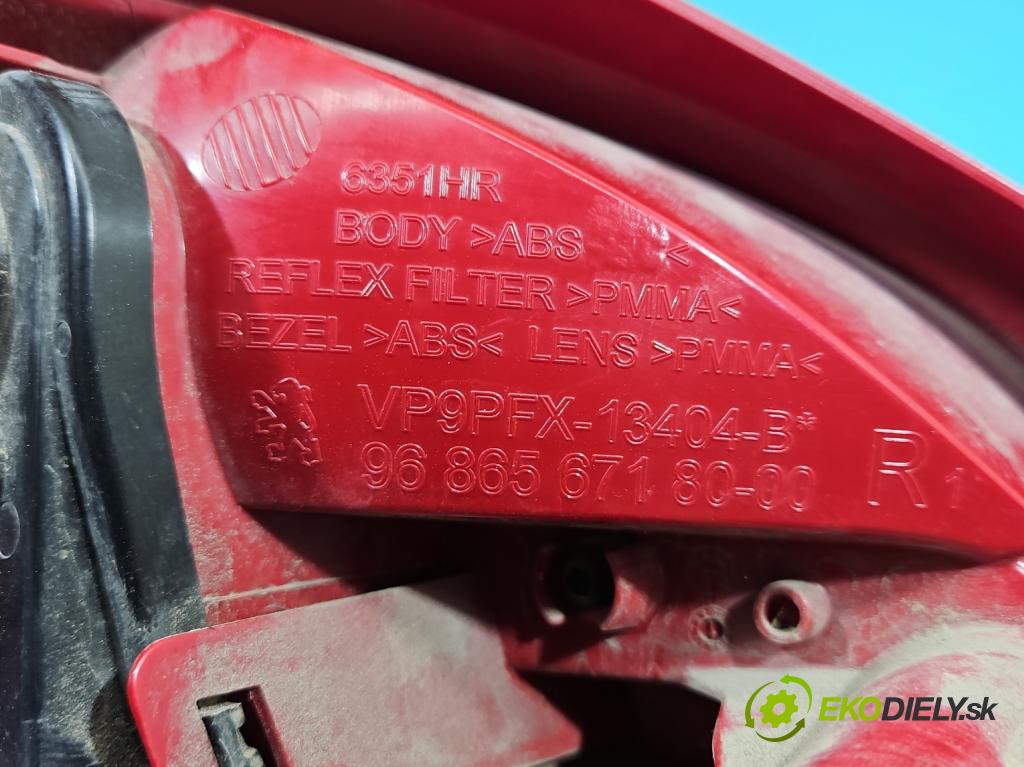 6351HR
BODY >ABS <
REFLEX FILTER >PMMA<
BEZEL >ABS< LENS >PMMA<
VP9PFX-13404-B*
96 865 671 80-00
R 1
EKODIELY.sk